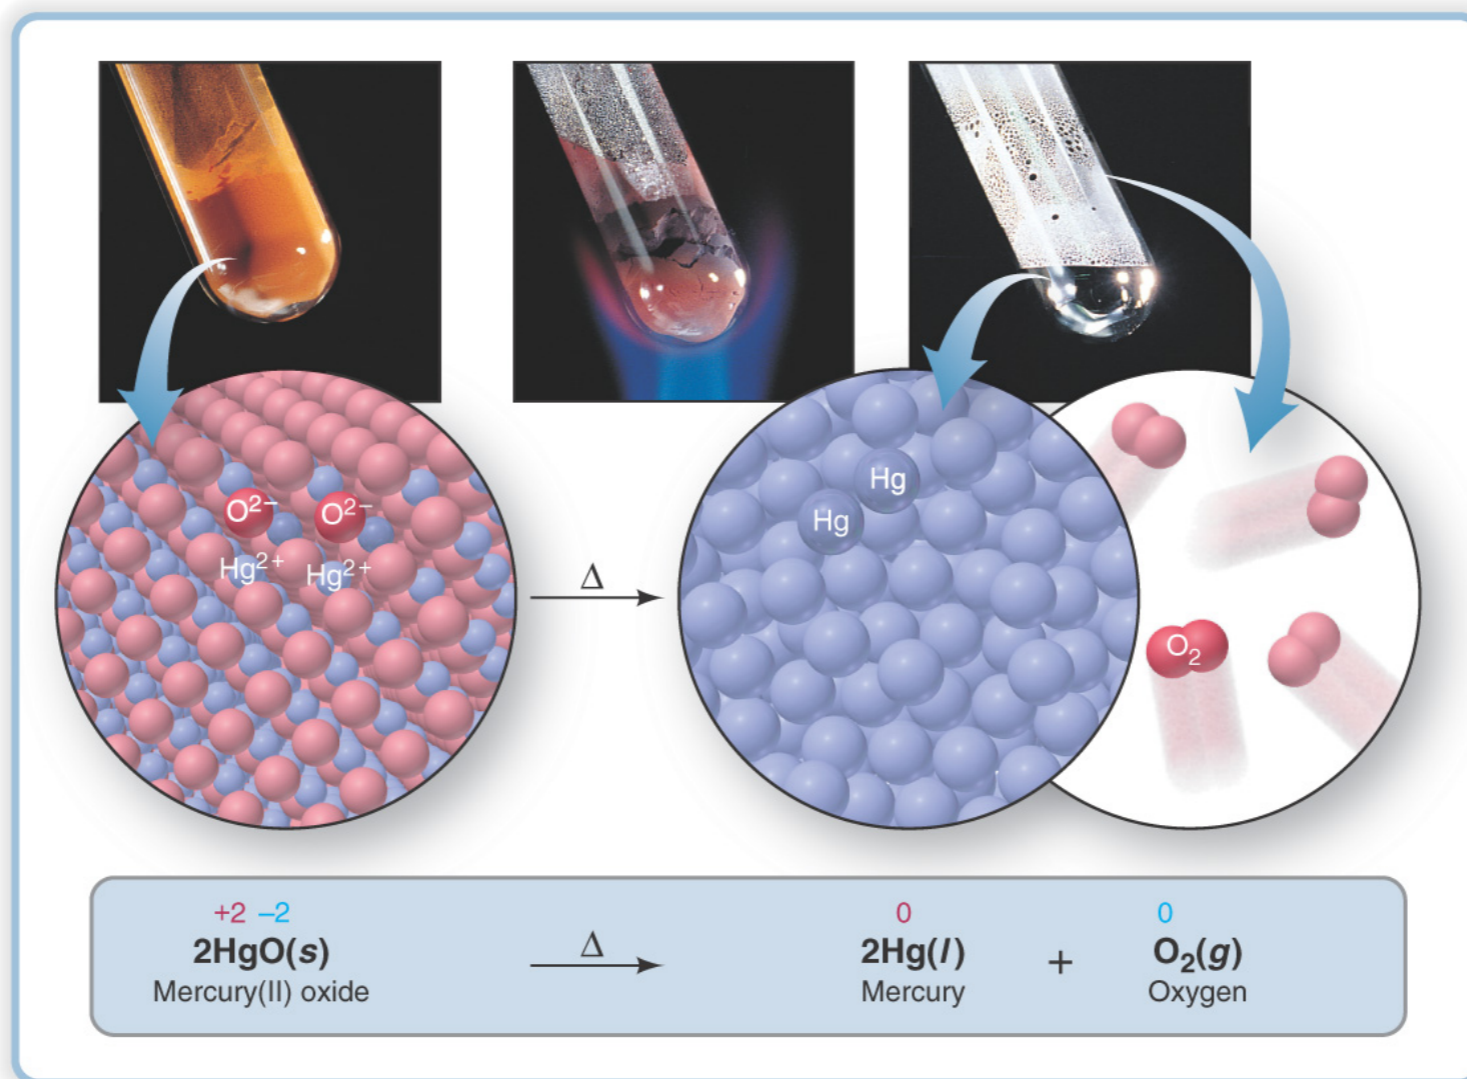 O²⁻ O²⁻
Hg²⁺ Hg²⁺
Δ
Hg
Hg
O₂
+2 –2
2HgO(s)
Mercury(II) oxide
Δ
0
2Hg(l)
Mercury
+
0
O₂(g)
Oxygen